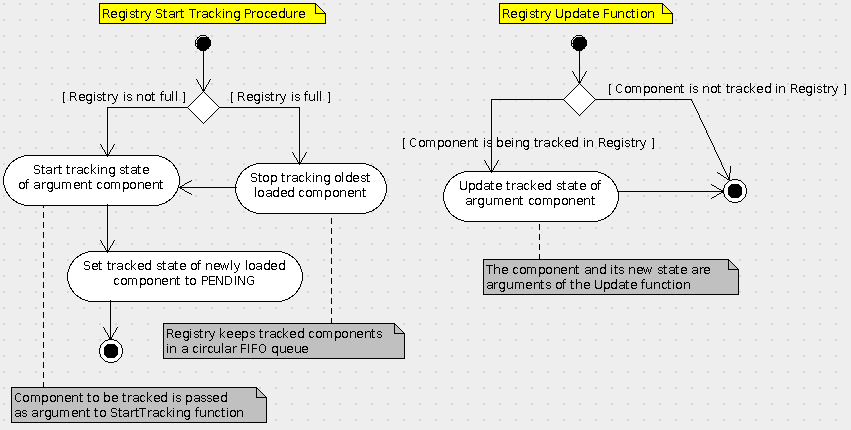 Registry Start Tracking Procedure
[ Registry is not full ]
[ Registry is full ]
Start tracking state
of argument component
Stop tracking oldest
loaded component
Set tracked state of newly loaded
component to PENDING
Registry keeps tracked components
in a circular FIFO queue
Component to be tracked is passed
as argument to StartTracking function
Registry Update Function
[ Component is not tracked in Registry ]
[ Component is being tracked in Registry ]
Update tracked state of
argument component
The component and its new state are
arguments of the Update function